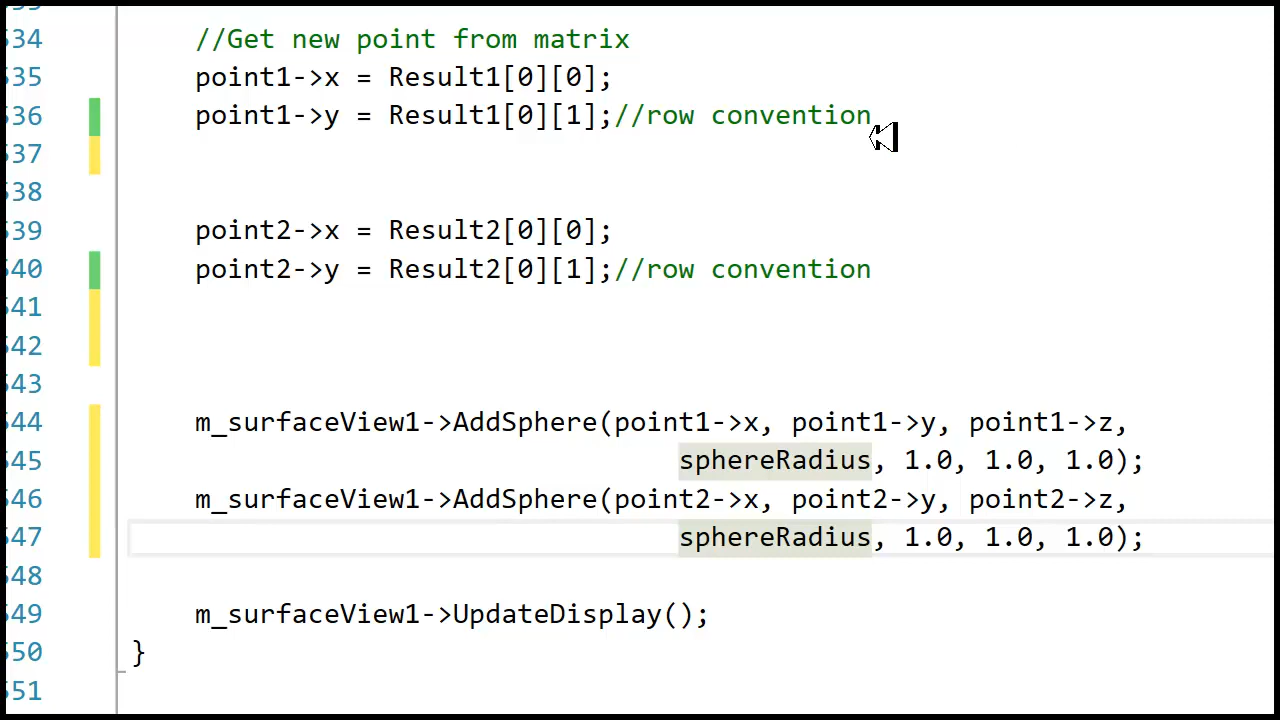 34 //Get new point from matrix
35 point1->x = Result1[0][0];
36 point1->y = Result1[0][1];//row convention
37
38
39 point2->x = Result2[0][0];
40 point2->y = Result2[0][1];//row convention
41
42
43
44 m_surfaceView1->AddSphere(point1->x, point1->y, point1->z,
45 sphereRadius, 1.0, 1.0, 1.0);
46 m_surfaceView1->AddSphere(point2->x, point2->y, point2->z,
47 sphereRadius, 1.0, 1.0, 1.0);
48
49 m_surfaceView1->UpdateDisplay();
50 }
51